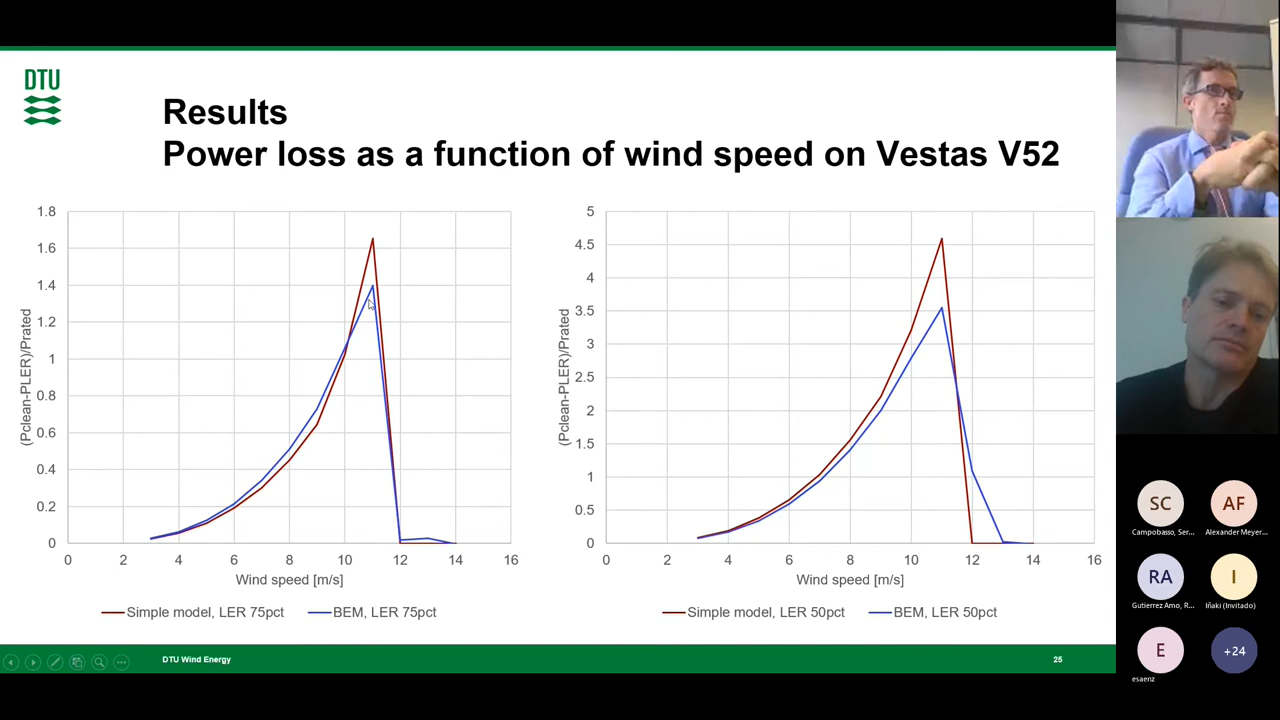 DTU
Results
Power loss as a function of wind speed on Vestas V52
(Pclean-PLER)/Prated
1.8
1.6
1.4
1.2
1
0.8
0.6
0.4
0.2
0
0 2 4 6 8 10 12 14 16
Wind speed [m/s]
Simple model, LER 75pct BEM, LER 75pct
(Pclean-PLER)/Prated
5
4.5
4
3.5
3
2.5
2
1.5
1
0.5
0
0 2 4 6 8 10 12 14 16
Wind speed [m/s]
Simple model, LER 50pct BEM, LER 50pct
DTU Wind Energy
25
SC AF
Campobasso, Ser... Alexander Meyer...
RA I
Gutierrez Amo, R... Iñaki (Invitado)
E +24
esaenz